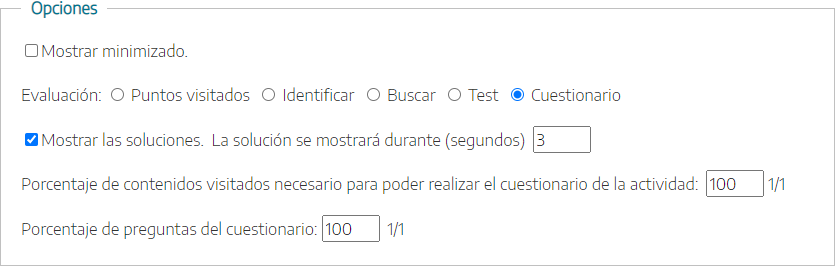 Opciones
Mostrar minimizado.
Evaluación: Puntos visitados Identificar Buscar Test Cuestionario
Mostrar las soluciones. La solución se mostrará durante (segundos) 3
Porcentaje de contenidos visitados necesario para poder realizar el cuestionario de la actividad: 100 1/1
Porcentaje de preguntas del cuestionario: 100 1/1